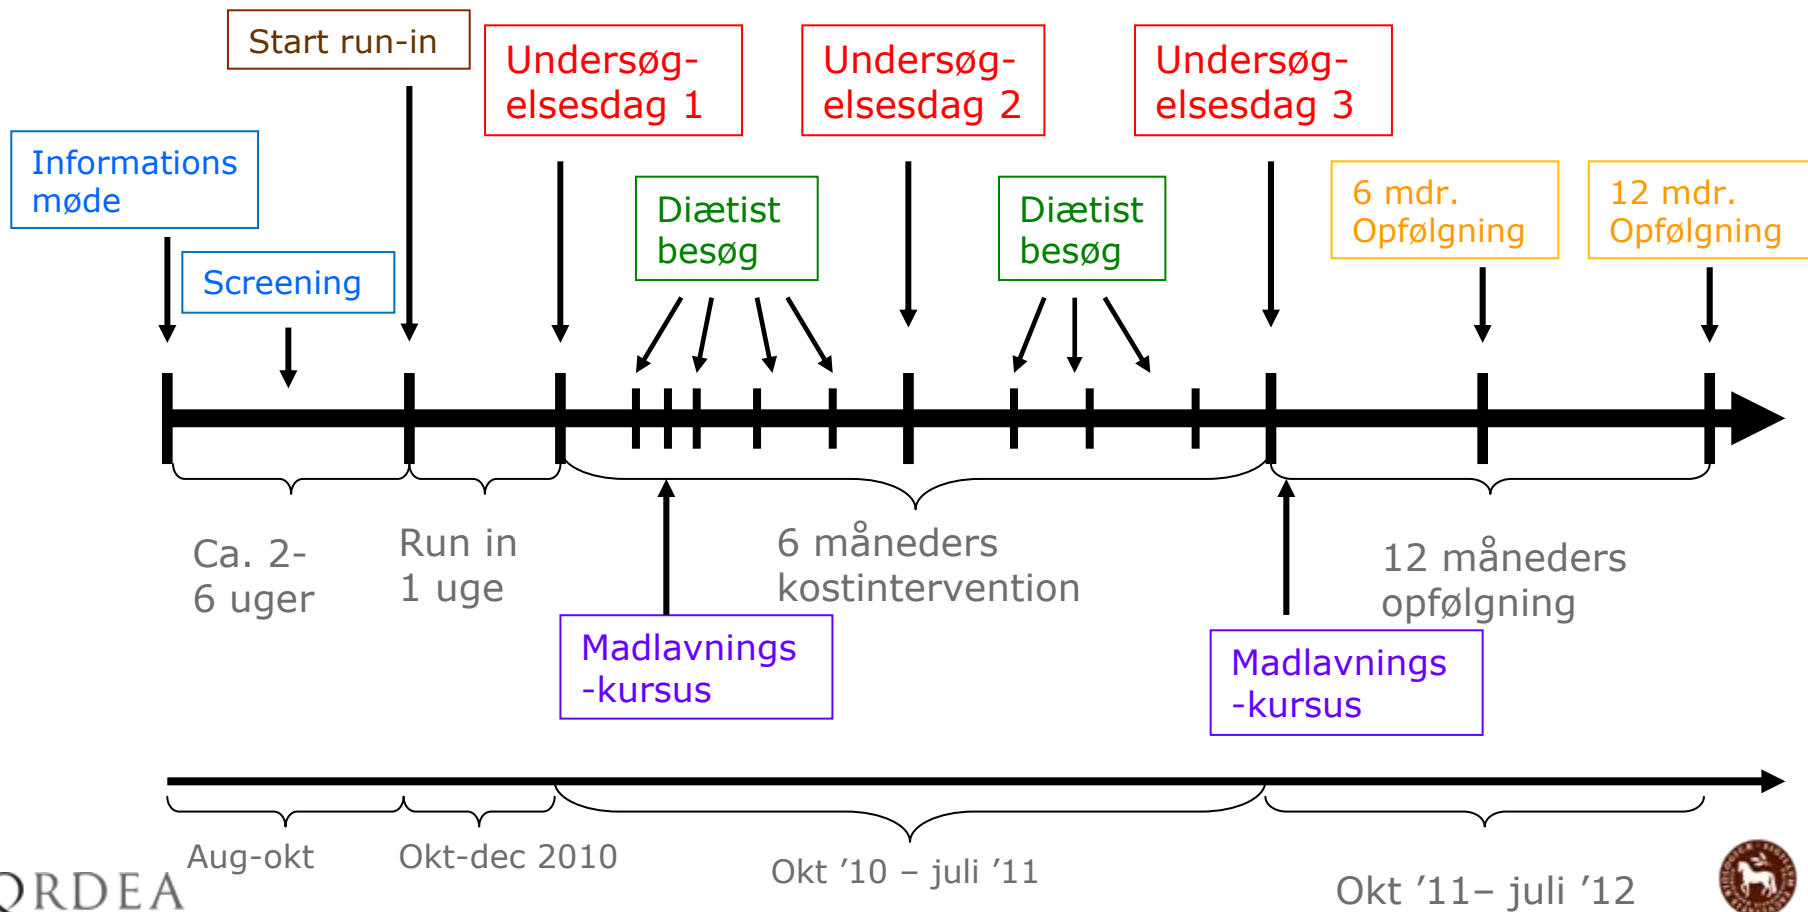 Start run-in
Undersøg-
elsesdag 1
Undersøg-
elsesdag 2
Undersøg-
elsesdag 3
Informations
møde
Screening
Diætist
besøg
Diætist
besøg
6 mdr.
Opfølgning
12 mdr.
Opfølgning
Ca. 2-
6 uger
Run in
1 uge
6 måneders
kostintervention
12 måneders
opfølgning
Madlavnings
-kursus
Madlavnings
-kursus
Aug-okt
Okt-dec 2010
Okt ’10 – juli ’11
Okt ’11– juli ’12
ORDEA